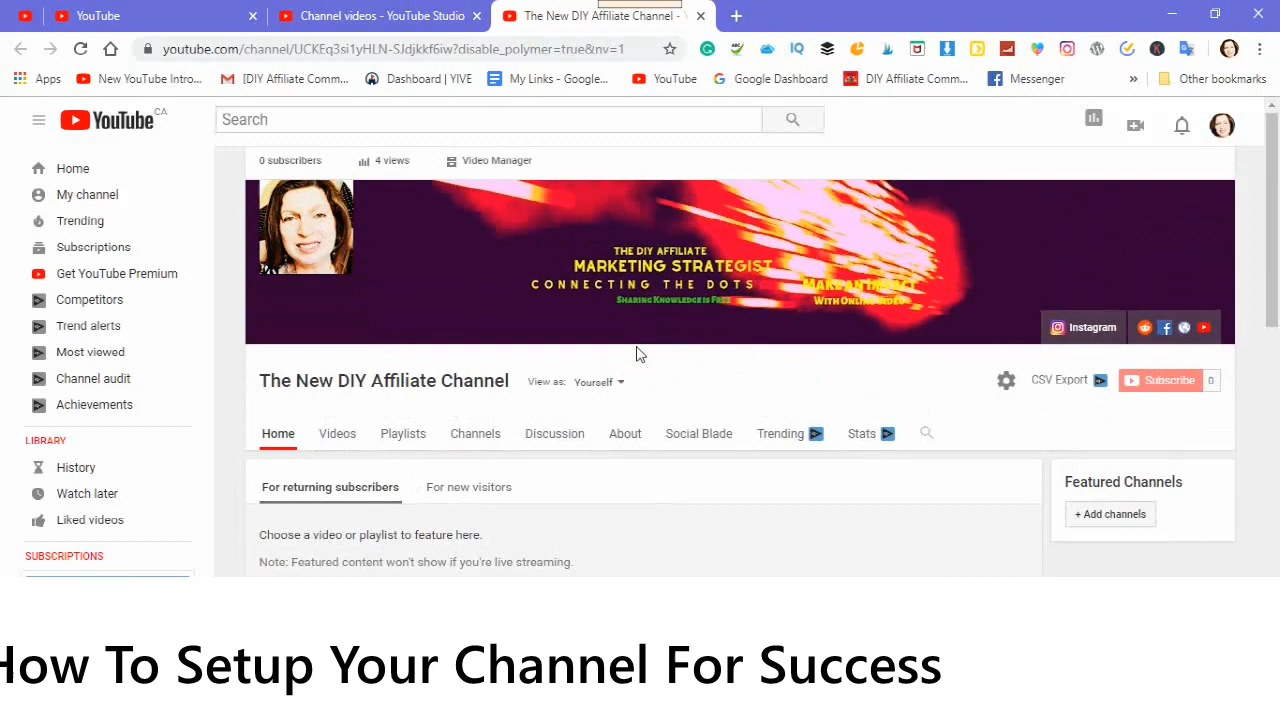 YouTube
Channel videos - YouTube Studio
The New DIY Affiliate Channel -
youtube.com/channel/UCKEq3si1yHLN-SJdjkkf6iw?disable_polymer=true&nv=1
Apps
New YouTube Intro...
[DIY Affiliate Comm...
Dashboard | YIVE
My Links - Google...
YouTube
Google Dashboard
DIY Affiliate Comm...
Messenger
»
Other bookmarks
YouTube CA
Search
Home
My channel
Trending
Subscriptions
Get YouTube Premium
Competitors
Trend alerts
Most viewed
Channel audit
Achievements
LIBRARY
History
Watch later
Liked videos
SUBSCRIPTIONS
0 subscribers
4 views
Video Manager
THE DIY AFFILIATE
MARKETING STRATEGIST
CONNECTING THE DOTS
SHARING KNOWLEDGE IS FREE
MAKE AN IMPACT
WITH ONLINE VIDEO
Instagram
The New DIY Affiliate Channel
View as: Yourself
CSV Export
Subscribe 0
Home Videos Playlists Channels Discussion About Social Blade Trending Stats
For returning subscribers
For new visitors
Choose a video or playlist to feature here.
Note: Featured content won't show if you're live streaming.
Featured Channels
+ Add channels
How To Setup Your Channel For Success